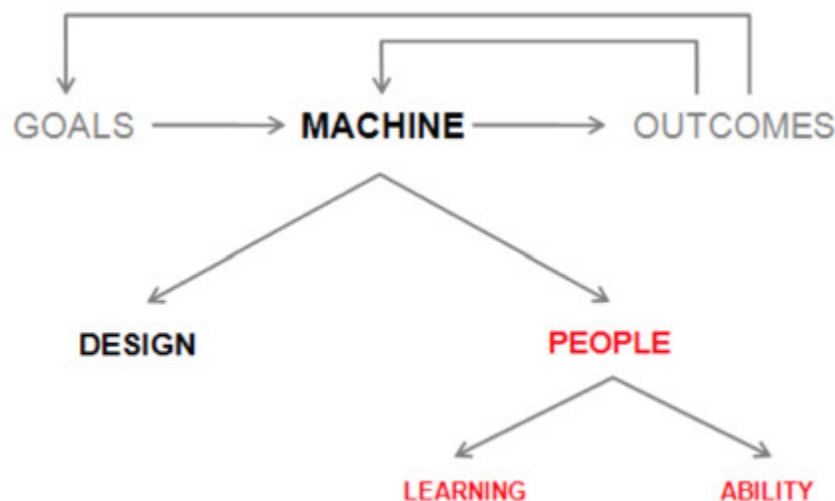 GOALS
MACHINE
OUTCOMES
DESIGN
PEOPLE
LEARNING
ABILITY